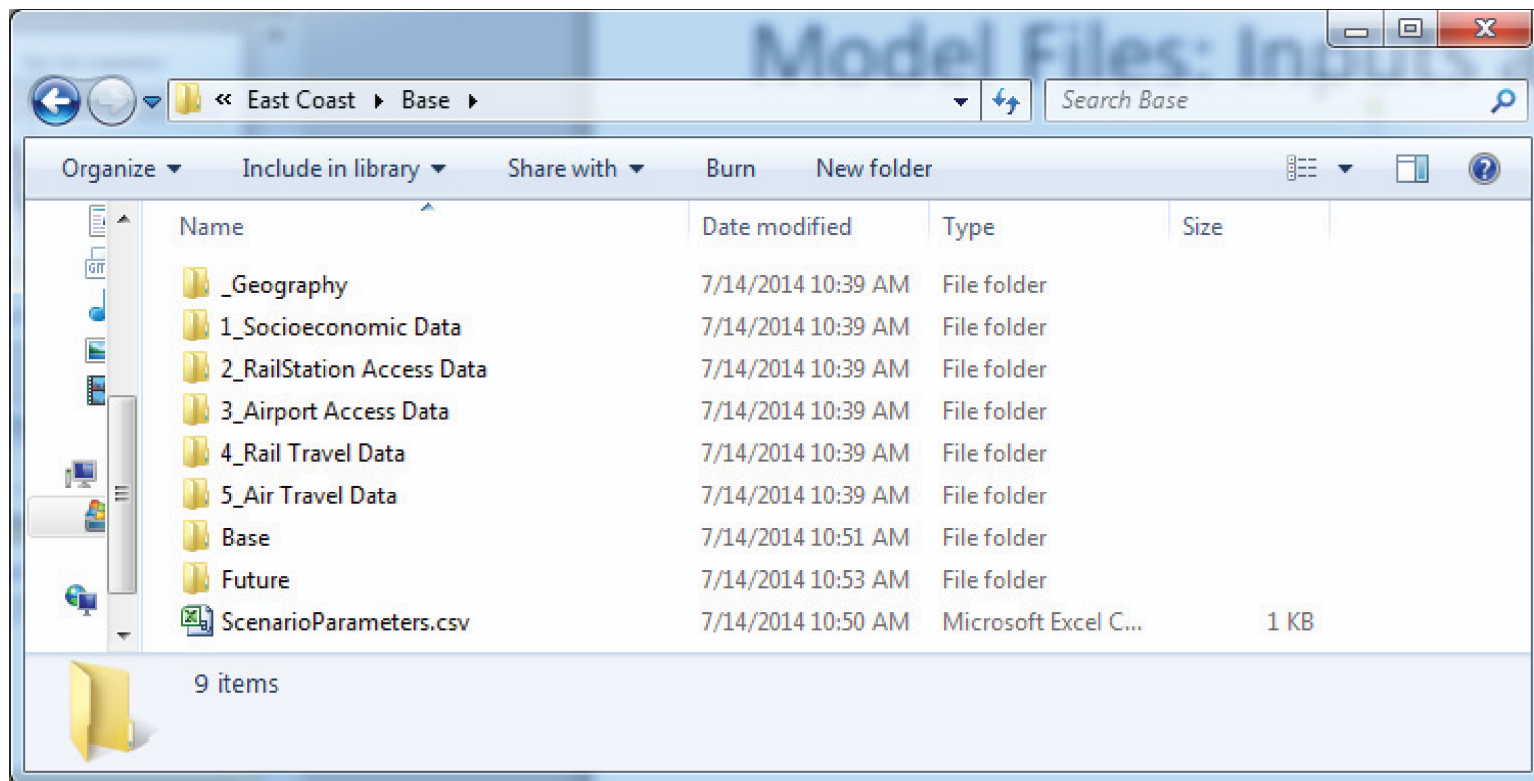 Model Files: Inputs a
« East Coast ▸ Base ▸
Search Base
Organize Include in library Share with Burn New folder
Name Date modified Type Size
_Geography 7/14/2014 10:39 AM File folder
1_Socioeconomic Data 7/14/2014 10:39 AM File folder
2_RailStation Access Data 7/14/2014 10:39 AM File folder
3_Airport Access Data 7/14/2014 10:39 AM File folder
4_Rail Travel Data 7/14/2014 10:39 AM File folder
5_Air Travel Data 7/14/2014 10:39 AM File folder
Base 7/14/2014 10:51 AM File folder
Future 7/14/2014 10:53 AM File folder
ScenarioParameters.csv 7/14/2014 10:50 AM Microsoft Excel C... 1 KB
9 items